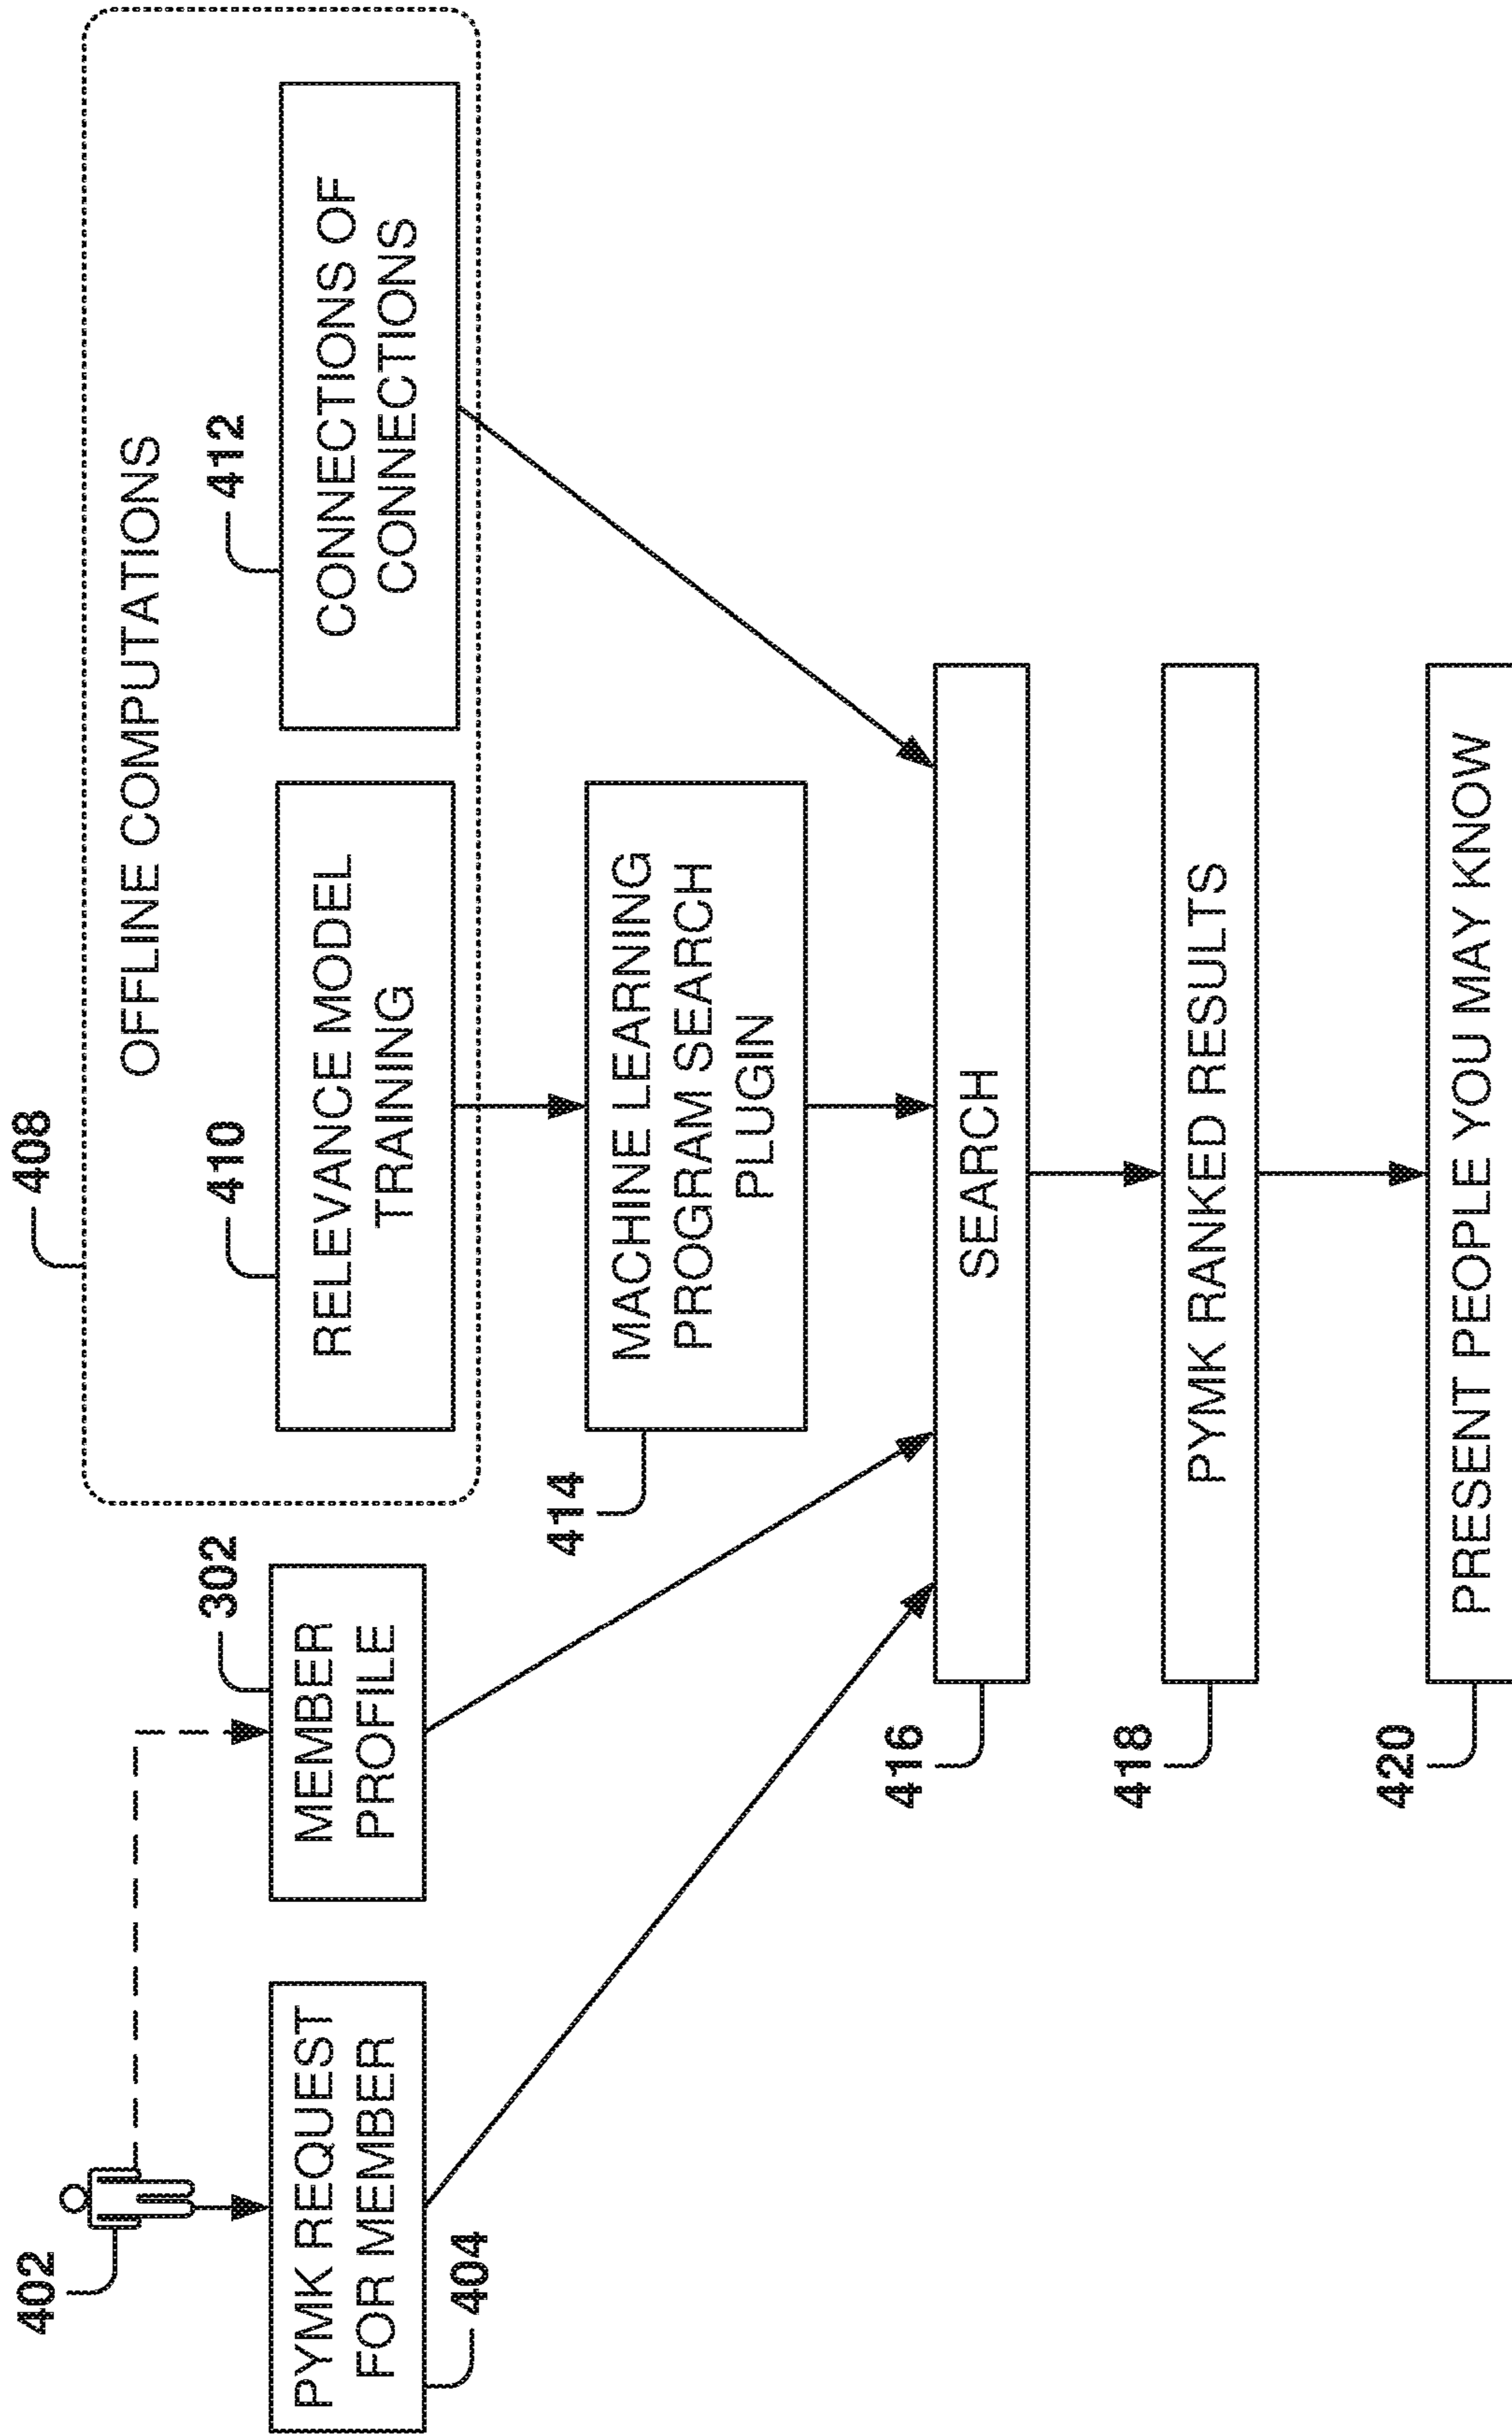 408
OFFLINE COMPUTATIONS
402
302
410
412
PYMK REQUEST
FOR MEMBER
MEMBER
PROFILE
RELEVANCE MODEL
TRAINING
CONNECTIONS OF
CONNECTIONS
404
414
MACHINE LEARNING
PROGRAM SEARCH
PLUGIN
416
SEARCH
418
PYMK RANKED RESULTS
420
PRESENT PEOPLE YOU MAY KNOW